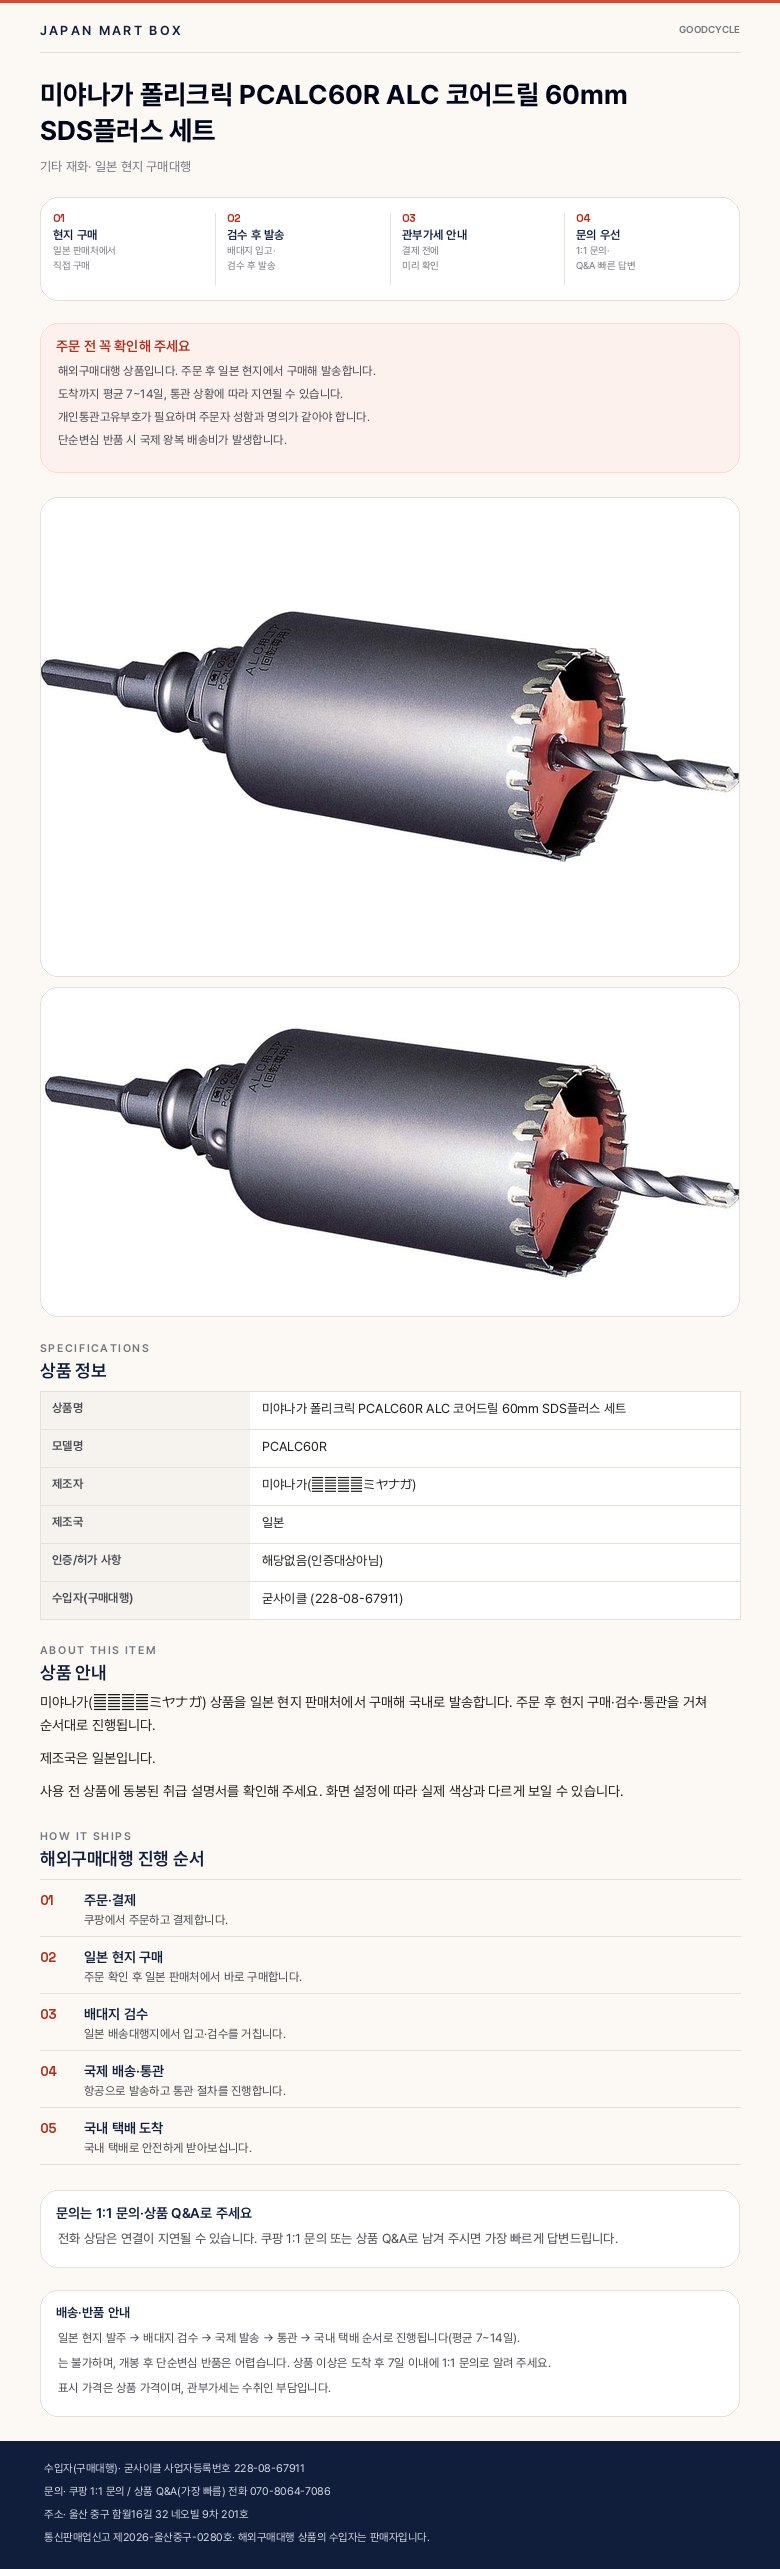 JAPAN MART BOX
GOODCYCLE
미야나가 폴리크릭 PCALC60R ALC 코어드릴 60mm
SDS플러스 세트
기타 재화· 일본 현지 구매대행
01
현지 구매
일본 판매처에서
직접 구매
02
검수 후 발송
배대지 입고·
검수 후 발송
03
관부가세 안내
결제 전에
미리 확인
04
문의 우선
1:1 문의·
Q&A 빠른 답변
주문 전 꼭 확인해 주세요
해외구매대행 상품입니다. 주문 후 일본 현지에서 구매해 발송합니다.
도착까지 평균 7~14일, 통관 상황에 따라 지연될 수 있습니다.
개인통관고유부호가 필요하며 주문자 성함과 명의가 같아야 합니다.
단순변심 반품 시 국제 왕복 배송비가 발생합니다.
ALC用コア
(回転専用)
ALC用コア
(回転専用)
SPECIFICATIONS
상품 정보
상품명
미야나가 폴리크릭 PCALC60R ALC 코어드릴 60mm SDS플러스 세트
모델명
PCALC60R
제조자
미야나가(䷀䷀䷀䷀ミヤナガ)
제조국
일본
인증/허가 사항
해당없음(인증대상아님)
수입자(구매대행)
굳사이클 (228-08-67911)
ABOUT THIS ITEM
상품 안내
미야나가(䷀䷀䷀䷀ミヤナガ) 상품을 일본 현지 판매처에서 구매해 국내로 발송합니다. 주문 후 현지 구매·검수·통관을 거쳐
순서대로 진행됩니다.
제조국은 일본입니다.
사용 전 상품에 동봉된 취급 설명서를 확인해 주세요. 화면 설정에 따라 실제 색상과 다르게 보일 수 있습니다.
HOW IT SHIPS
해외구매대행 진행 순서
01
주문·결제
쿠팡에서 주문하고 결제합니다.
02
일본 현지 구매
주문 확인 후 일본 판매처에서 바로 구매합니다.
03
배대지 검수
일본 배송대행지에서 입고·검수를 거칩니다.
04
국제 배송·통관
항공으로 발송하고 통관 절차를 진행합니다.
05
국내 택배 도착
국내 택배로 안전하게 받아보십니다.
문의는 1:1 문의·상품 Q&A로 주세요
전화 상담은 연결이 지연될 수 있습니다. 쿠팡 1:1 문의 또는 상품 Q&A로 남겨 주시면 가장 빠르게 답변드립니다.
배송·반품 안내
일본 현지 발주 → 배대지 검수 → 국제 발송 → 통관 → 국내 택배 순서로 진행됩니다(평균 7~14일).
는 불가하며, 개봉 후 단순변심 반품은 어렵습니다. 상품 이상은 도착 후 7일 이내에 1:1 문의로 알려 주세요.
표시 가격은 상품 가격이며, 관부가세는 수취인 부담입니다.
수입자(구매대행)· 굳사이클 사업자등록번호 228-08-67911
문의· 쿠팡 1:1 문의 / 상품 Q&A(가장 빠름) 전화 070-8064-7086
주소· 울산 중구 함월16길 32 네오빌 9차 201호
통신판매업신고 제2026-울산중구-0280호· 해외구매대행 상품의 수입자는 판매자입니다.